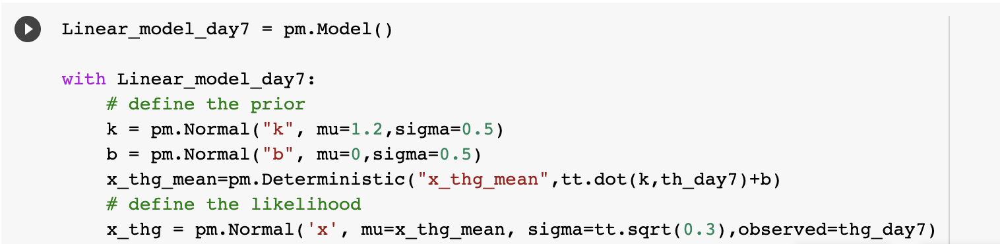 Linear_model_day7 = pm.Model()
with Linear_model_day7:
# define the prior
k = pm.Normal("k", mu=1.2,sigma=0.5)
b = pm.Normal("b", mu=0,sigma=0.5)
x_thg_mean=pm.Deterministic("x_thg_mean",tt.dot(k,th_day7)+b)
# define the likelihood
x_thg = pm.Normal('x', mu=x_thg_mean, sigma=tt.sqrt(0.3),observed=thg_day7)